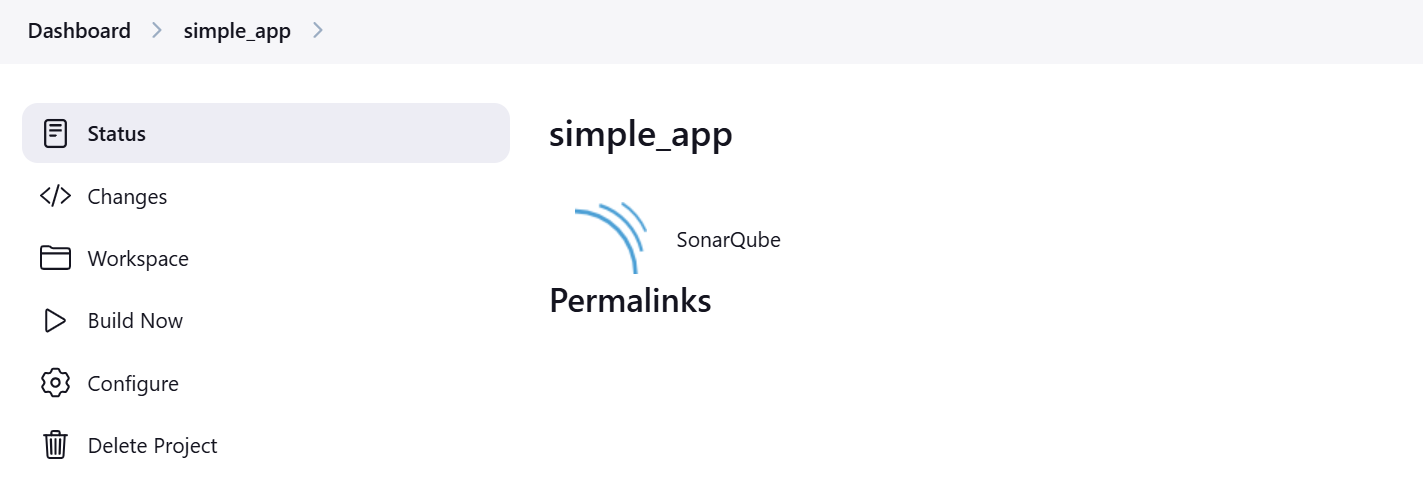 Dashboard simple_app
Status
Changes
Workspace
Build Now
Configure
Delete Project
simple_app
SonarQube
Permalinks